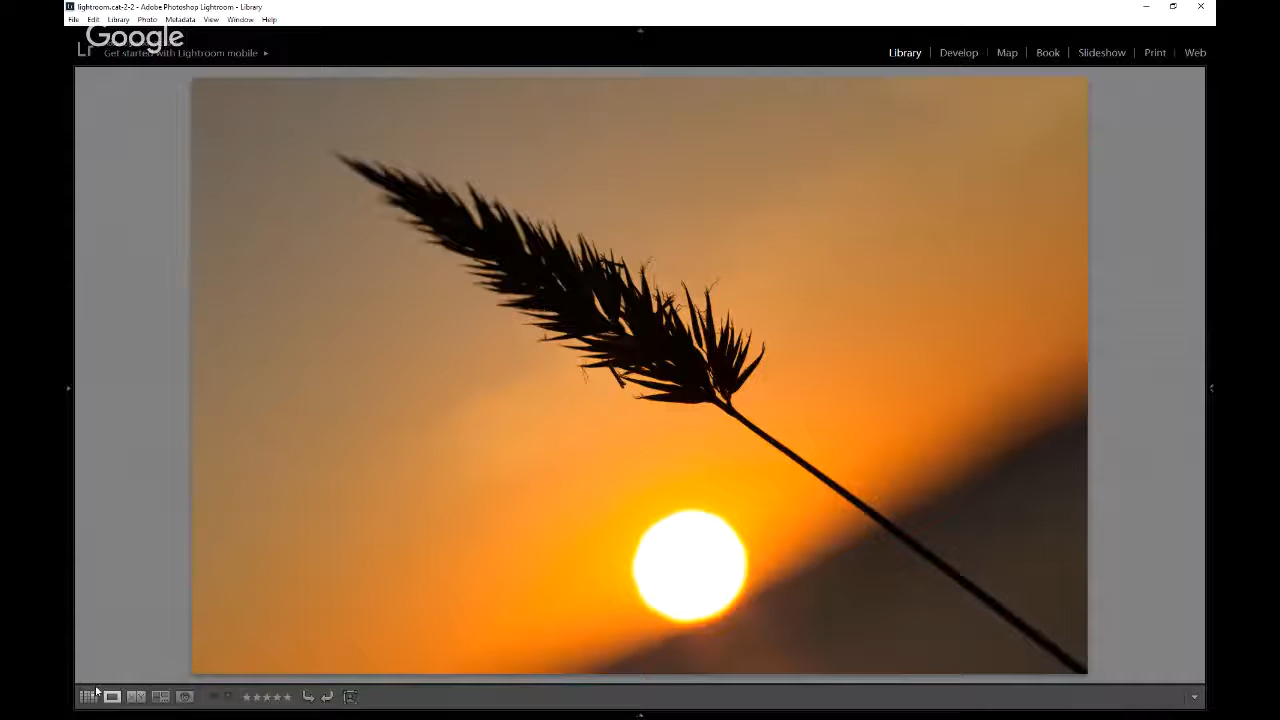 lightroom.cat-2-2 - Adobe Photoshop Lightroom - Library
File Edit Library Photo Metadata View Window Help
Google
Lr Get started with Lightroom mobile
Library Develop Map Book Slideshow Print Web